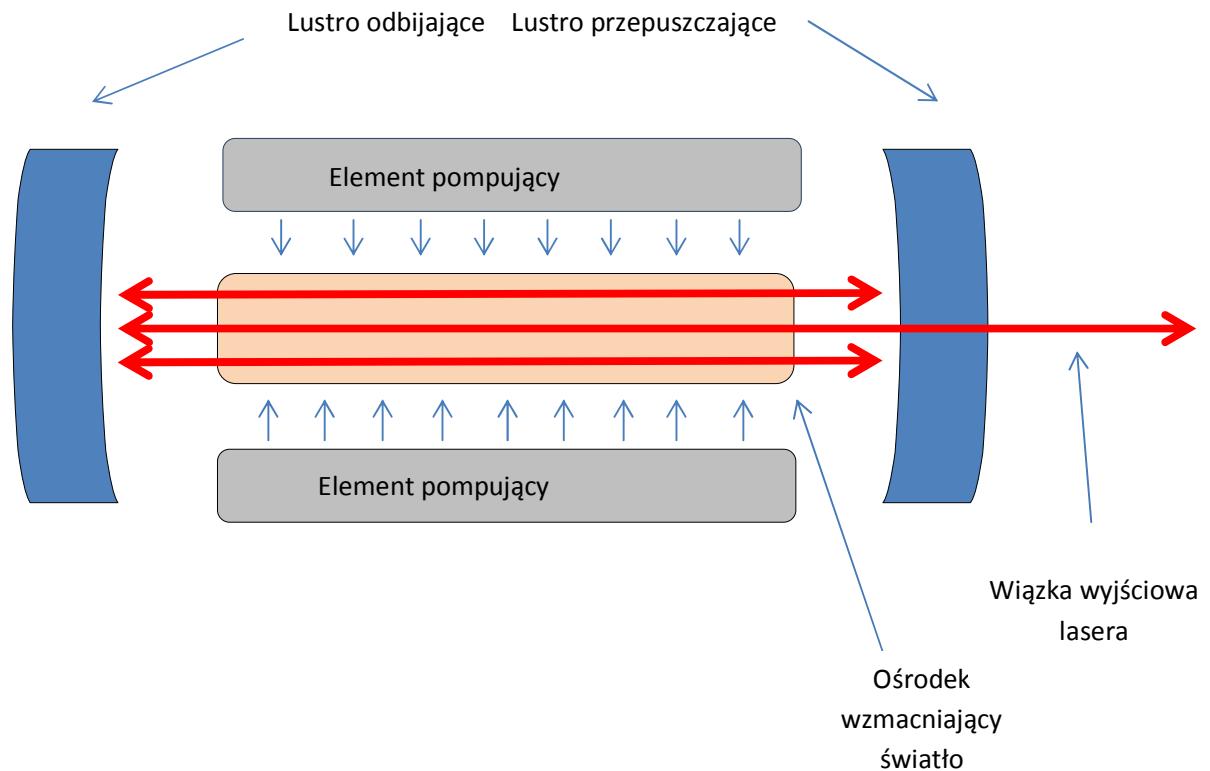 Lustro odbijające
Lustro przepuszczające
Element pompujący
Element pompujący
Wiązka wyjściowa
lasera
Ośrodek
wzmacniający
światło